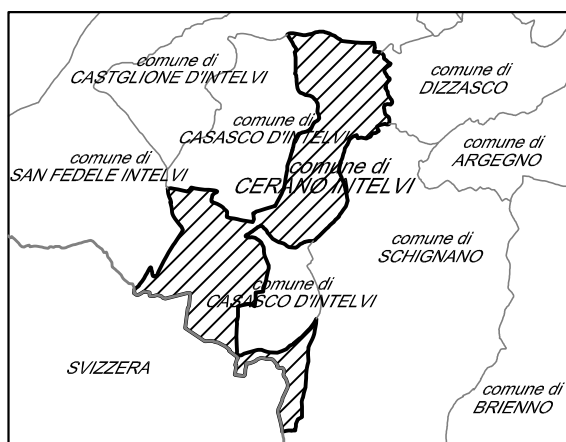 comune di
CASTGLIONE D'INTELVI
comune di
DIZZASCO
comune di
CASASCO D'INTELVI
comune di
ARGEGNO
comune di
SAN FEDELE INTELVI
comune di
CERANO INTELVI
comune di
SCHIGNANO
comune di
CASASCO D'INTELVI
SVIZZERA
comune di
BRIENNO